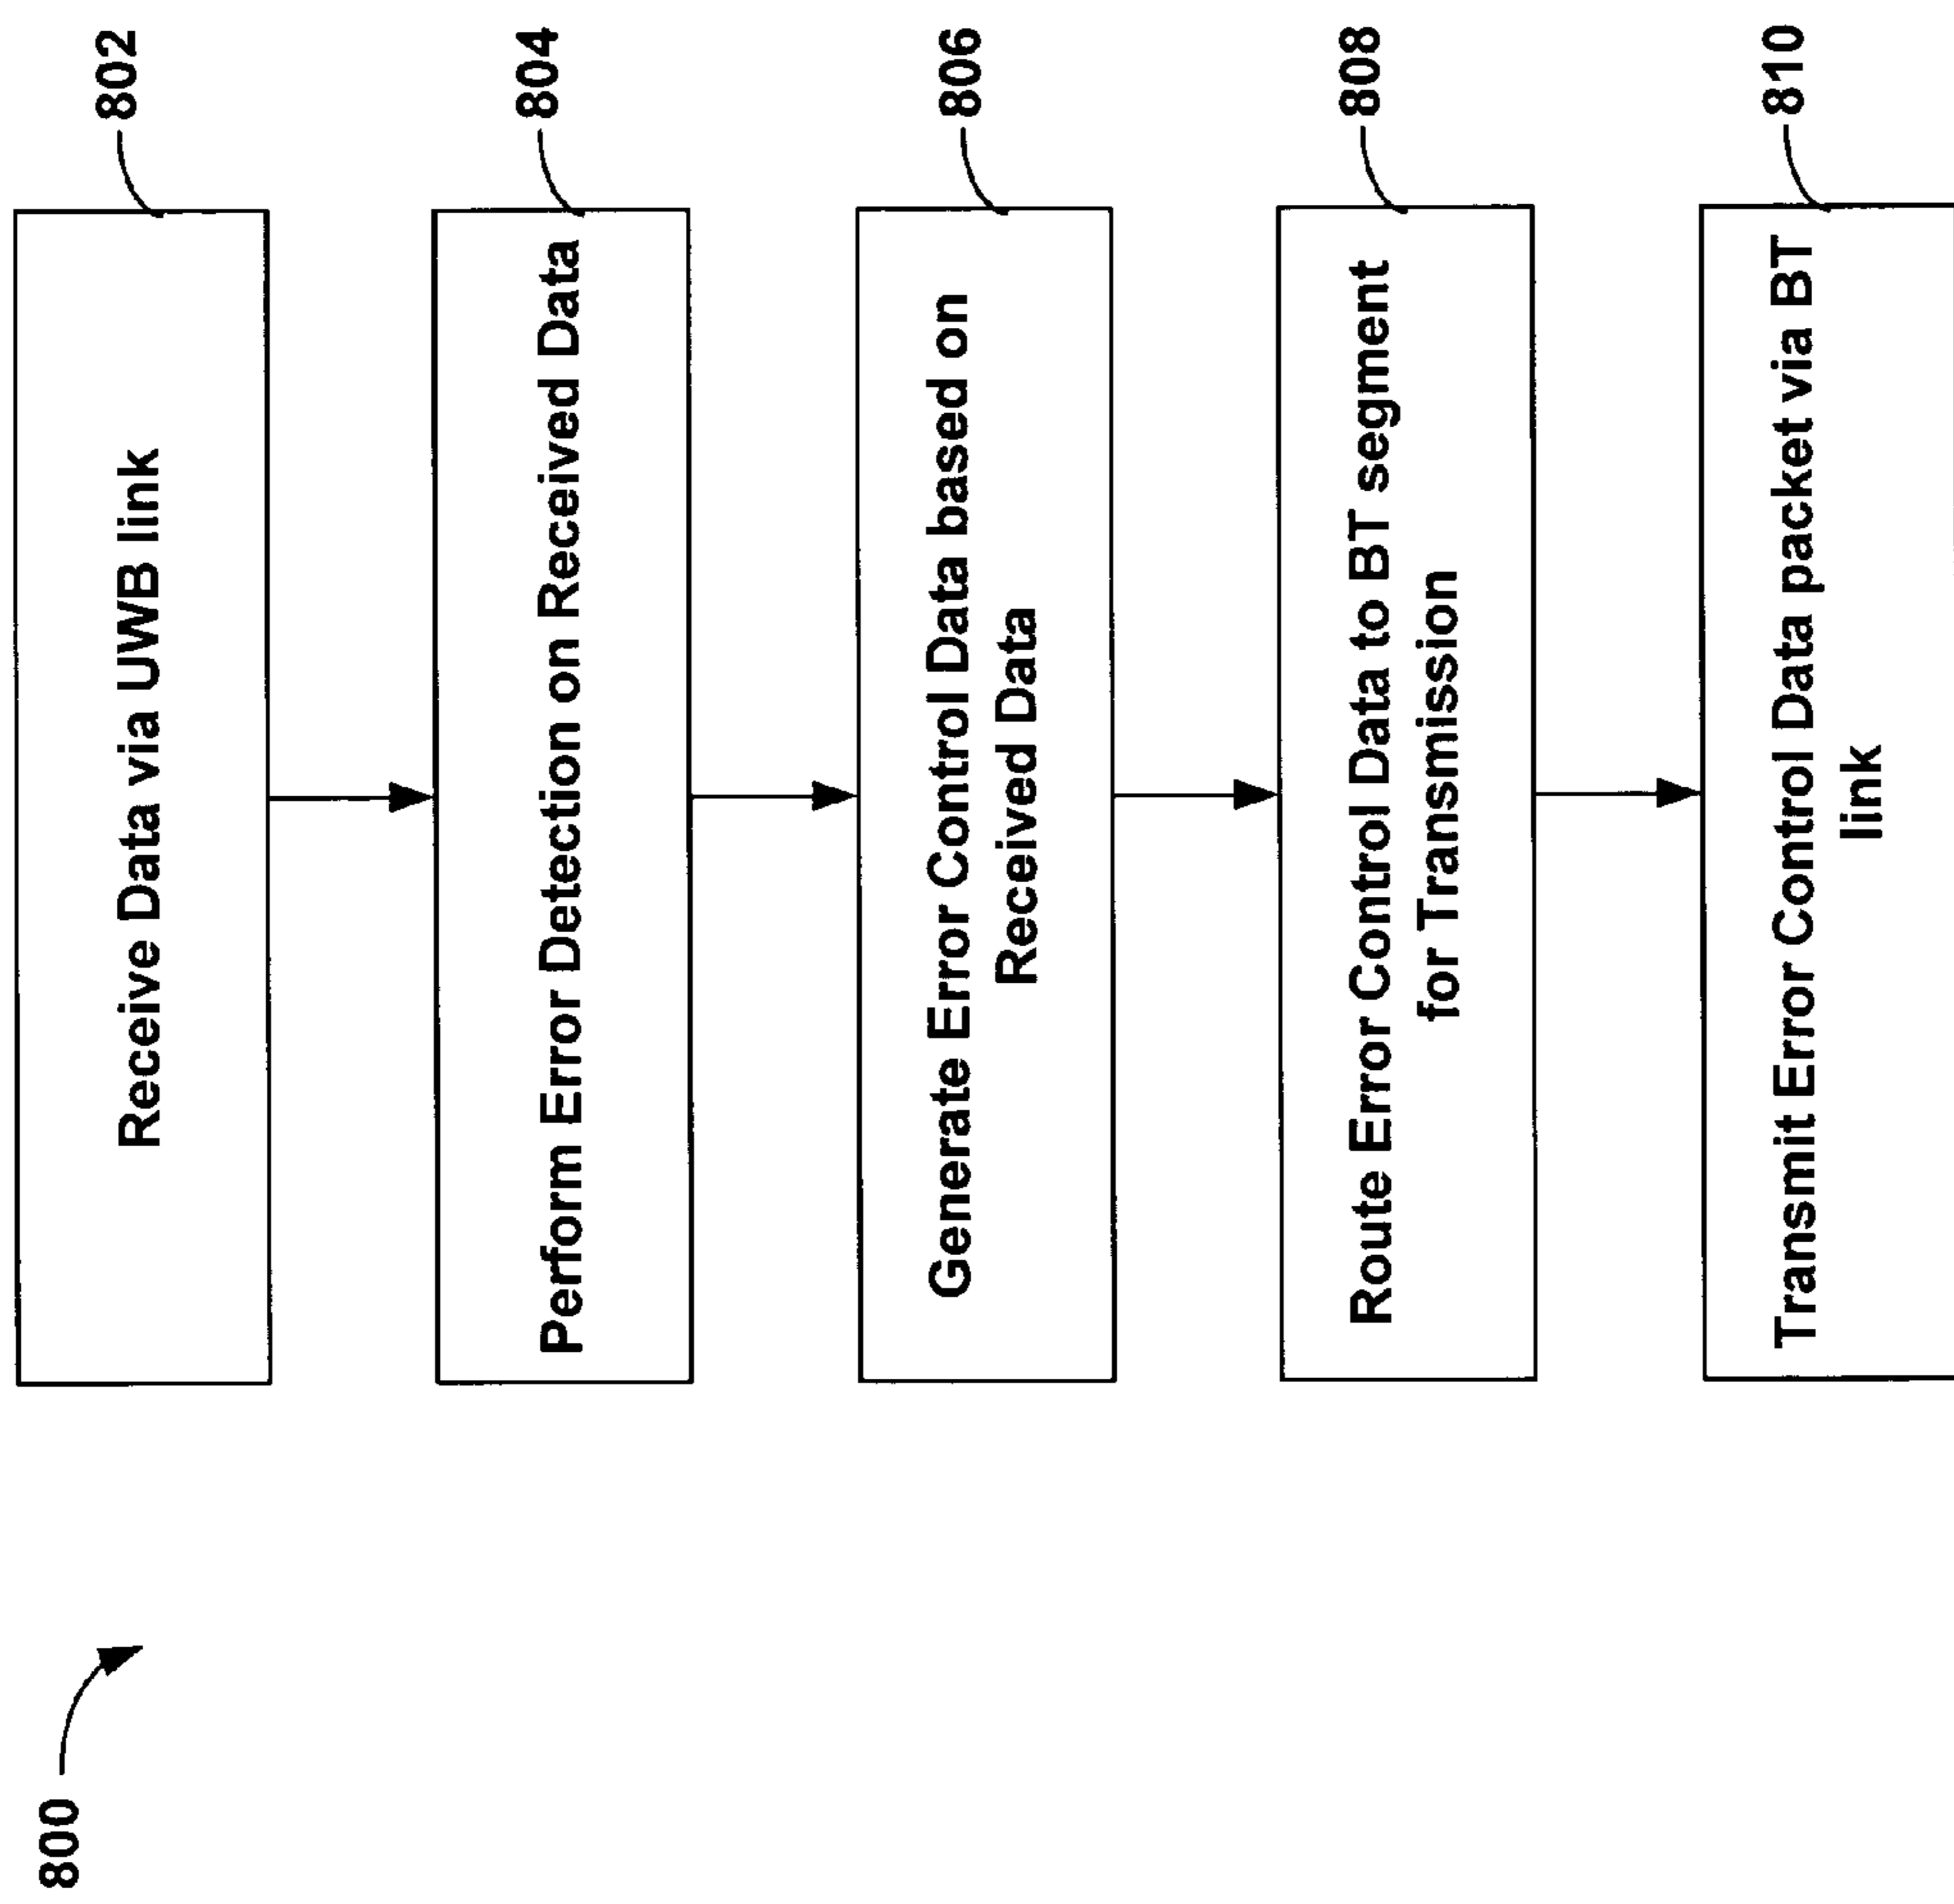 800
802
Receive Data via UWB link
804
Perform Error Detection on Received Data
806
Generate Error Control Data based on
Received Data
808
Route Error Control Data to BT segment
for Transmission
810
Transmit Error Control Data packet via BT
link